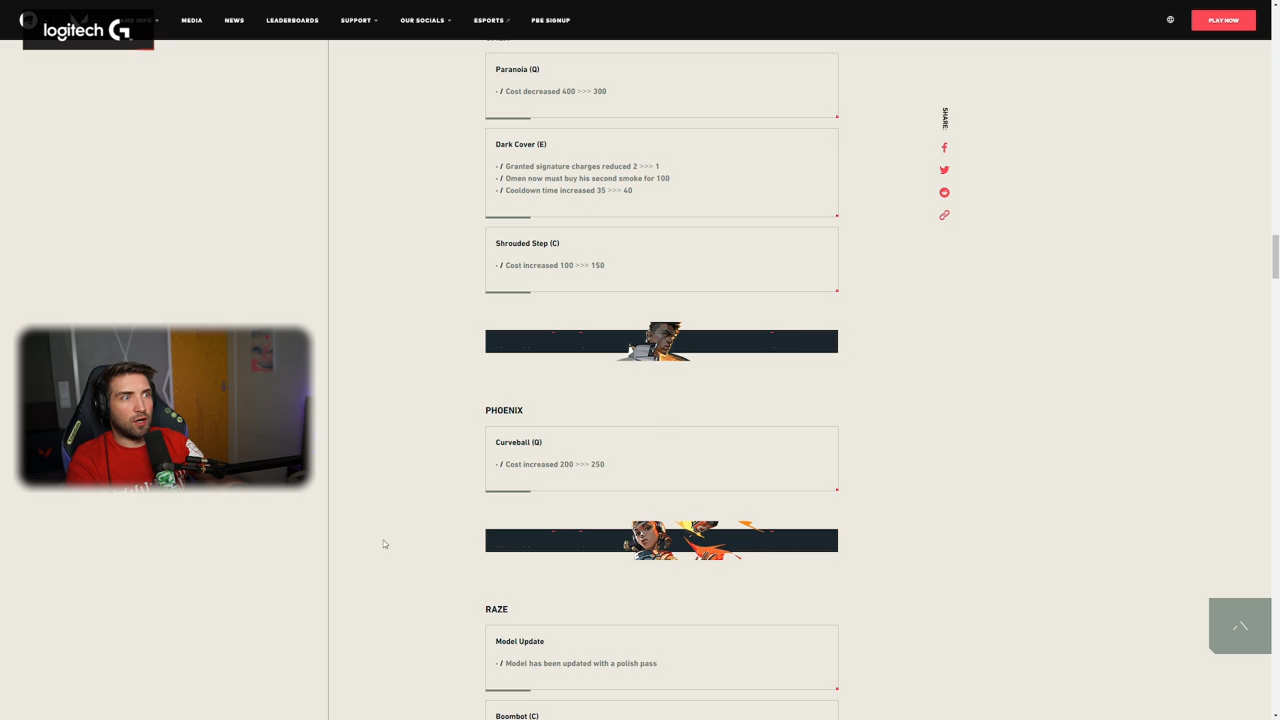 logitech G
MEDIA
NEWS
LEADERBOARDS
SUPPORT
OUR SOCIALS
ESPORTS
PBE SIGNUP
PLAY NOW
Paranoia (Q)
· / Cost decreased 400 >>> 300
SHARE:
Dark Cover (E)
· / Granted signature charges reduced 2 >>> 1
· / Omen now must buy his second smoke for 100
· / Cooldown time increased 35 >>> 40
Shrouded Step (C)
· / Cost increased 100 >>> 150
PHOENIX
Curveball (Q)
· / Cost increased 200 >>> 250
RAZE
Model Update
· / Model has been updated with a polish pass
Boombot (C)